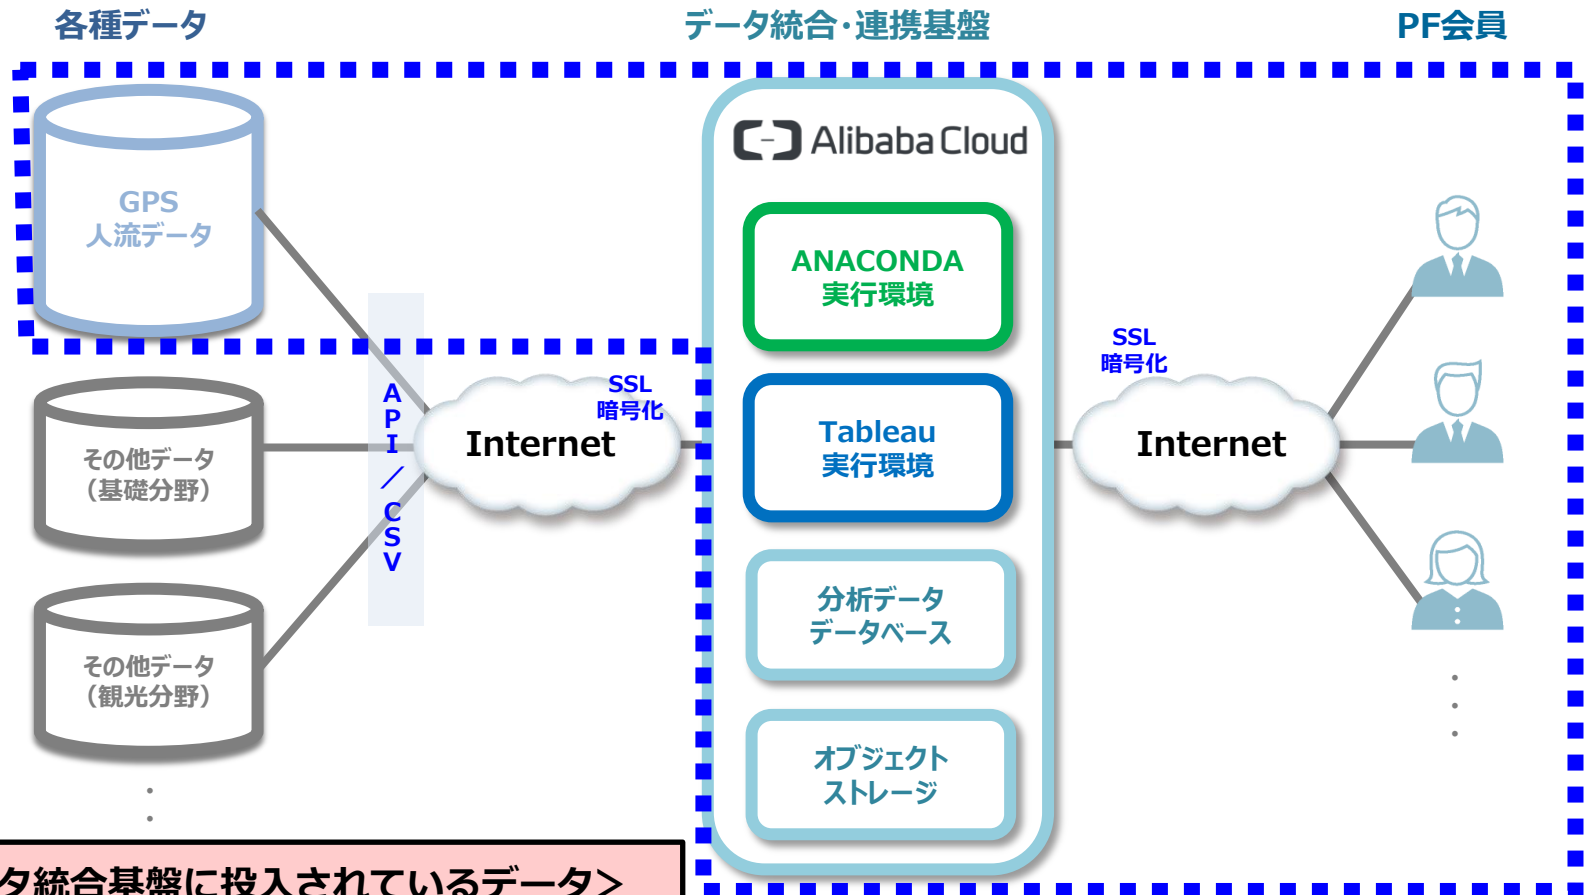 各種データ
データ統合・連携基盤
PF会員
Alibaba Cloud
GPS
人流データ
ANACONDA
実行環境
SSL
暗号化
API／CSV
SSL
暗号化
Internet
Tableau
実行環境
Internet
その他データ
（基礎分野）
分析データ
データベース
その他データ
（観光分野）
オブジェクト
ストレージ
タ統合基盤に投入されているデータ＞